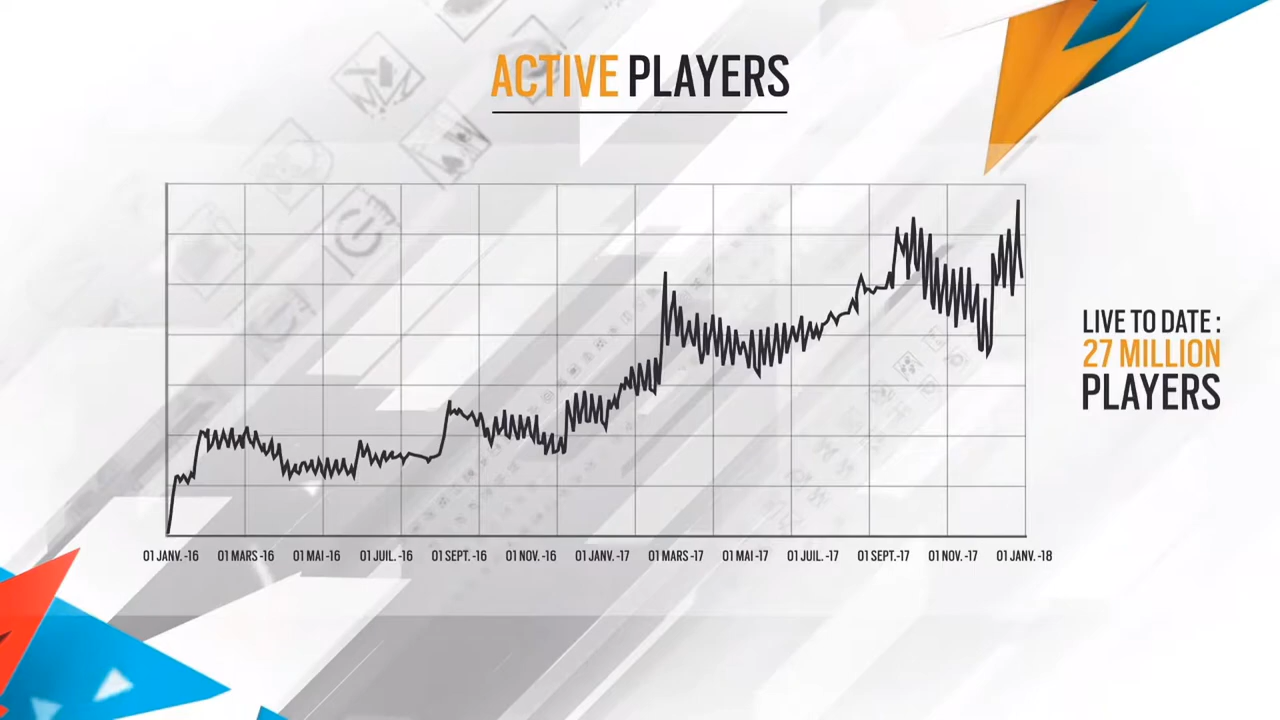 ACTIVE PLAYERS
LIVE TO DATE :
27 MILLION
PLAYERS
01 JANV. -16 01 MARS -16 01 MAI -16 01 JUIL. -16 01 SEPT. -16 01 NOV. -16 01 JANV. -17 01 MARS -17 01 MAI -17 01 JUIL. -17 01 SEPT.-17 01 NOV. -17 01 JANV. -18